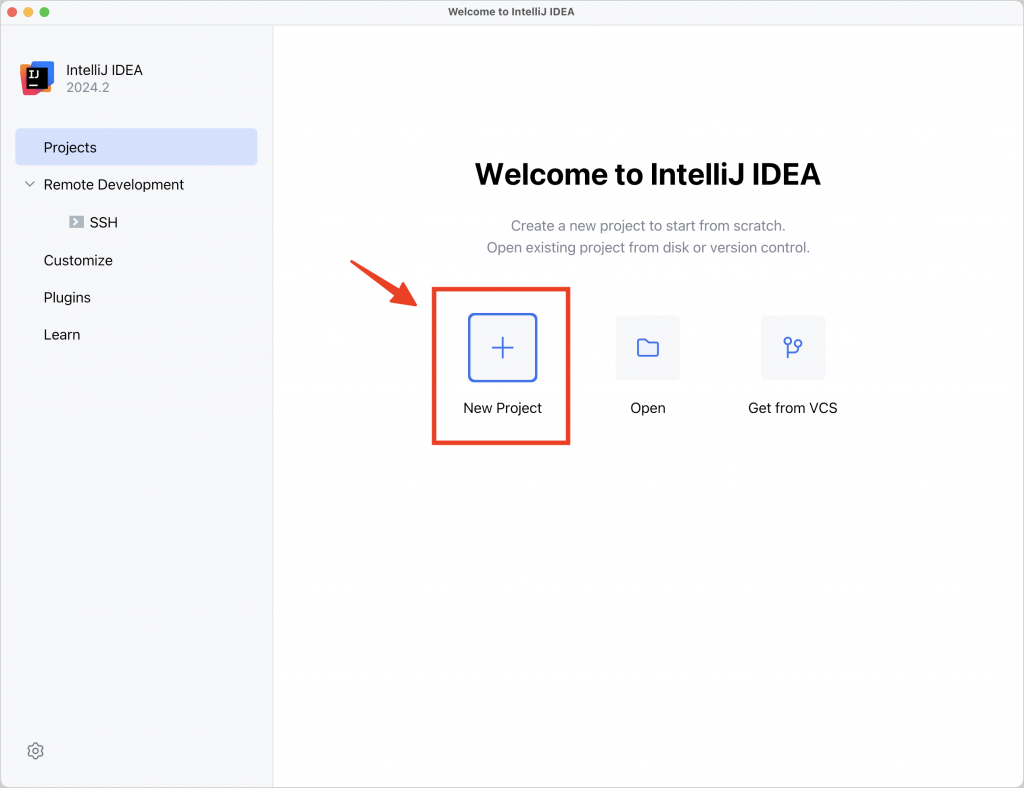 Welcome to IntelliJ IDEA
IJ
IntelliJ IDEA
2024.2
Projects
Remote Development
SSH
Customize
Plugins
Learn
Welcome to IntelliJ IDEA
Create a new project to start from scratch.
Open existing project from disk or version control.
New Project
Open
Get from VCS